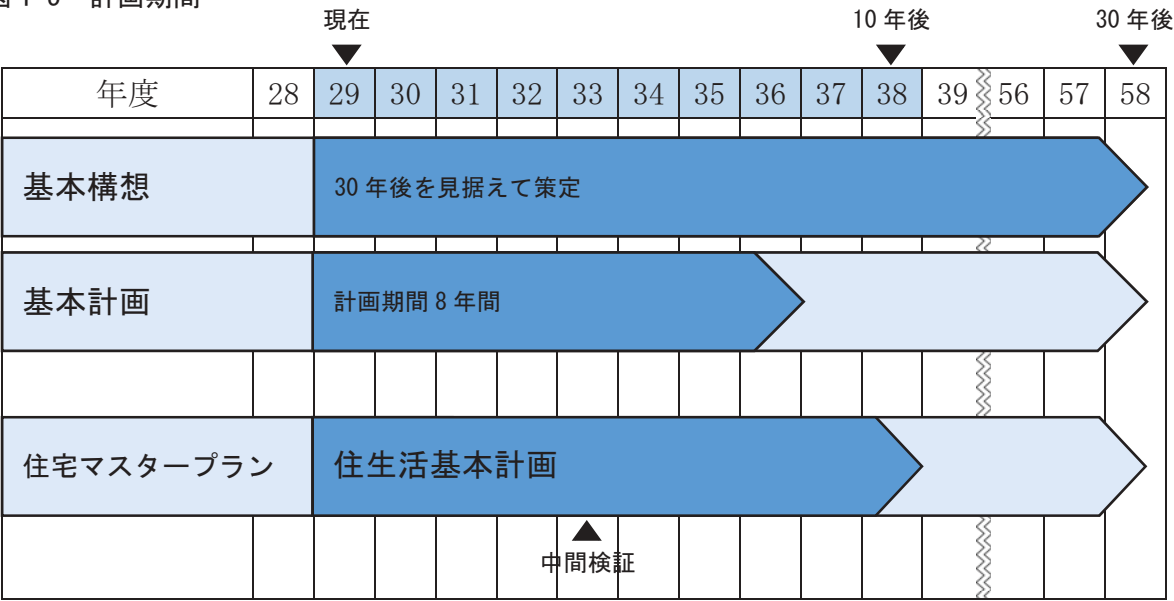 計画期間
現在 10年後 30年後
年度 28 29 30 31 32 33 34 35 36 37 38 39 56 57 58
基本構想 30年後を見据えて策定
基本計画 計画期間8年間
住宅マスタープラン 住生活基本計画
中間検証